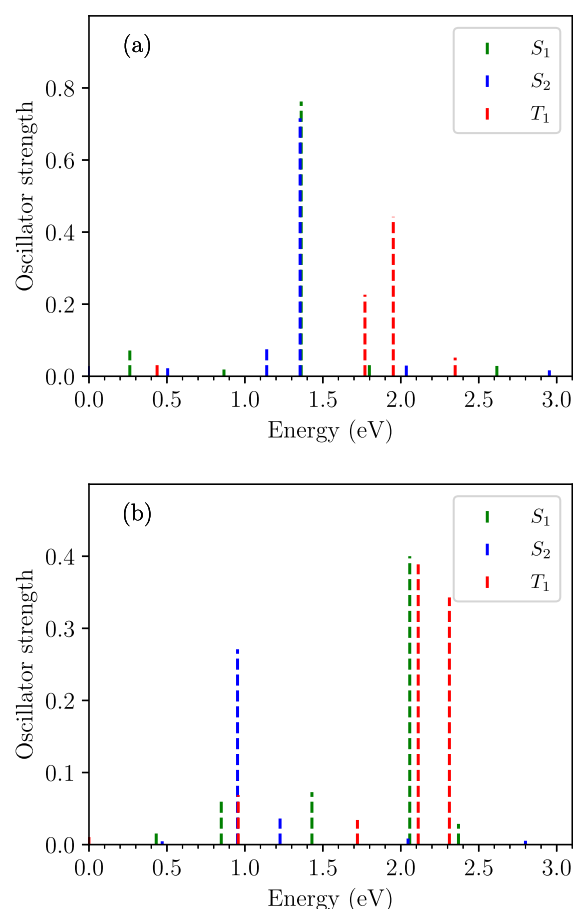 (a)
S₁
S₂
T₁
Oscillator strength
0.8
0.6
0.4
0.2
0.0
0.0 0.5 1.0 1.5 2.0 2.5 3.0
Energy (eV)
(b)
S₁
S₂
T₁
Oscillator strength
0.4
0.3
0.2
0.1
0.0
0.0 0.5 1.0 1.5 2.0 2.5 3.0
Energy (eV)